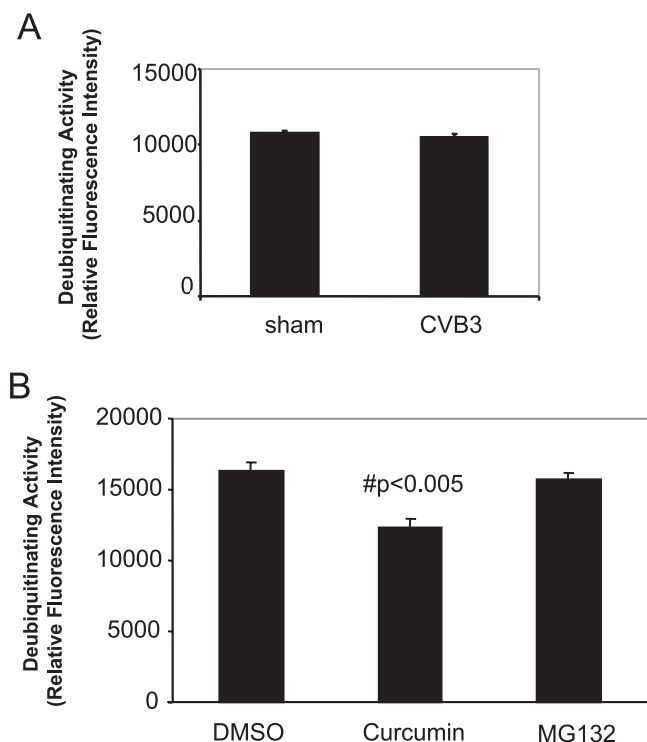 A
Deubiquitinating Activity
(Relative Fluorescence Intensity)
15000
10000
5000
0
sham CVB3
B
Deubiquitinating Activity
(Relative Fluorescence Intensity)
20000
15000
10000
5000
0
#p<0.005
DMSO Curcumin MG132